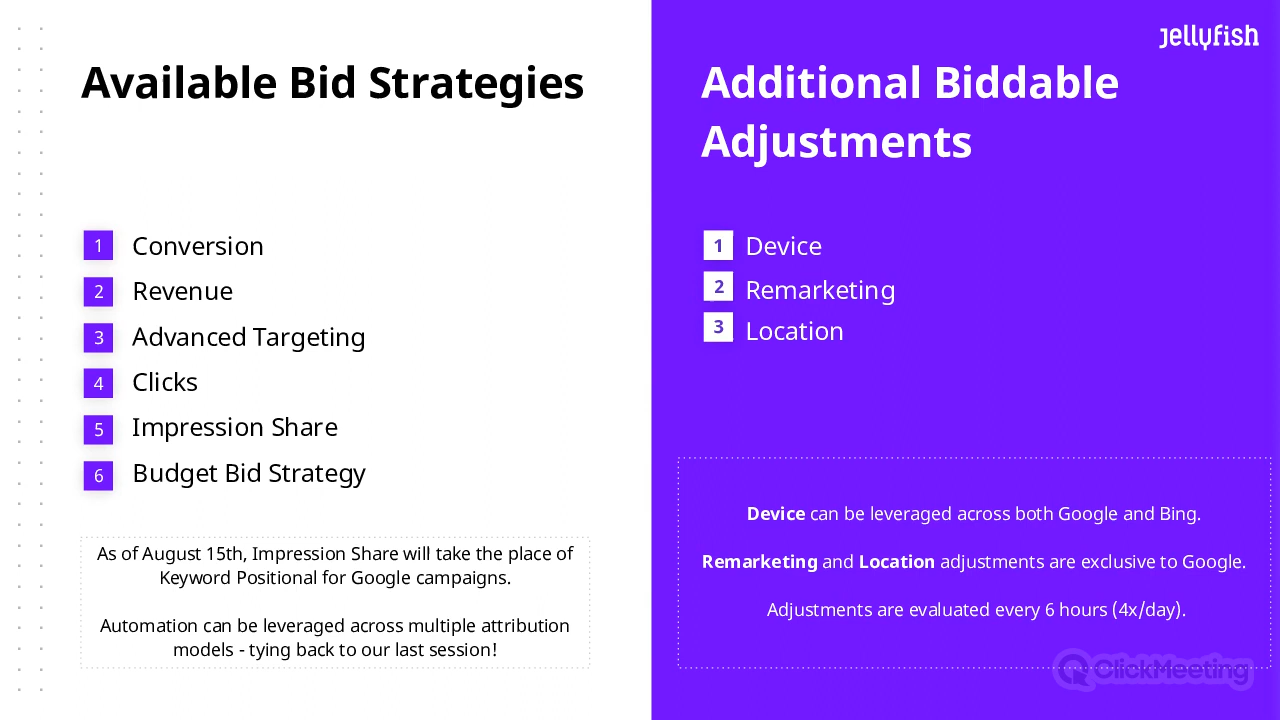 jellyfish
Available Bid Strategies
1 Conversion
2 Revenue
3 Advanced Targeting
4 Clicks
5 Impression Share
6 Budget Bid Strategy
As of August 15th, Impression Share will take the place of
Keyword Positional for Google campaigns.
Automation can be leveraged across multiple attribution
models - tying back to our last session!
Additional Biddable
Adjustments
1 Device
2 Remarketing
3 Location
Device can be leveraged across both Google and Bing.
Remarketing and Location adjustments are exclusive to Google.
Adjustments are evaluated every 6 hours (4x/day).
ClickMeeting